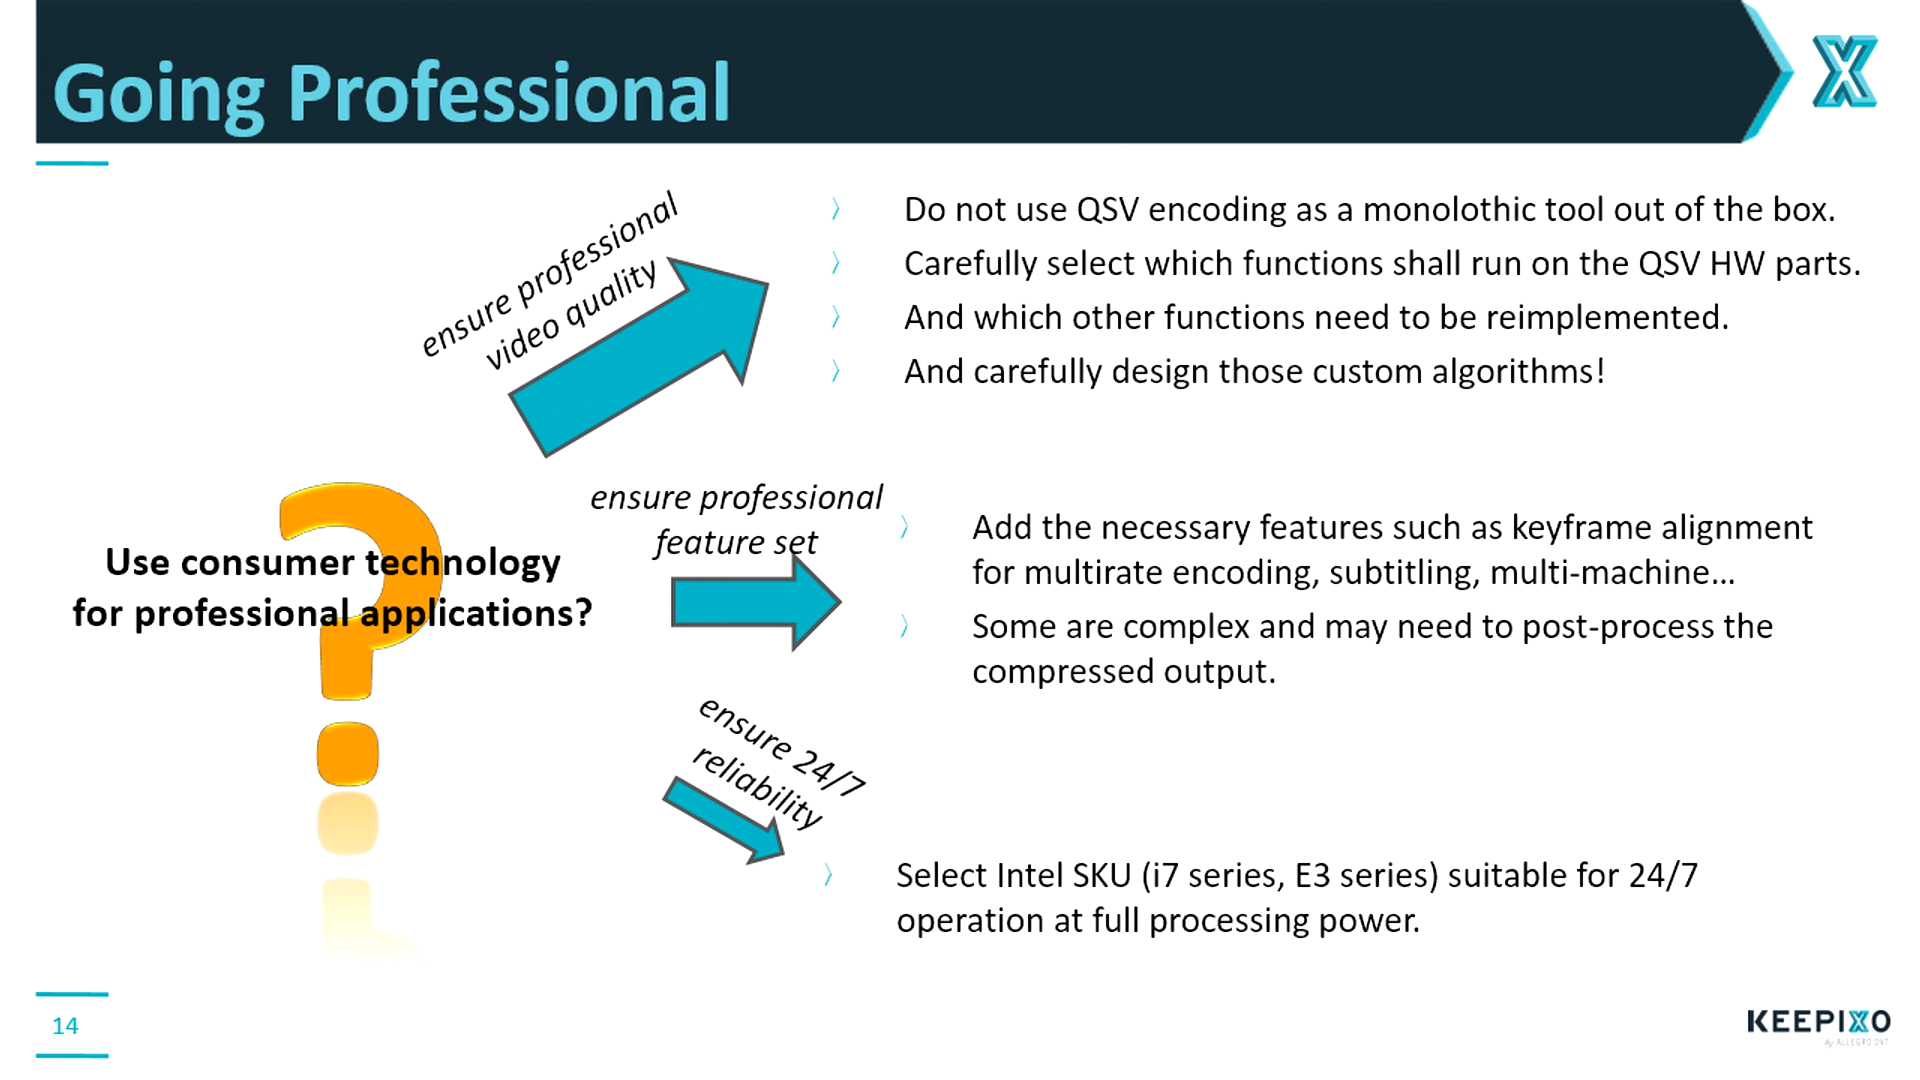 Going Professional
ensure professional
video quality
Do not use QSV encoding as a monolothic tool out of the box.
Carefully select which functions shall run on the QSV HW parts.
And which other functions need to be reimplemented.
And carefully design those custom algorithms!
Use consumer technology
for professional applications?
ensure professional
feature set
Add the necessary features such as keyframe alignment
for multirate encoding, subtitling, multi-machine...
Some are complex and may need to post-process the
compressed output.
ensure 24/7
reliability
Select Intel SKU (i7 series, E3 series) suitable for 24/7
operation at full processing power.
14
KEEPIXO
By ALLEGRO DVT